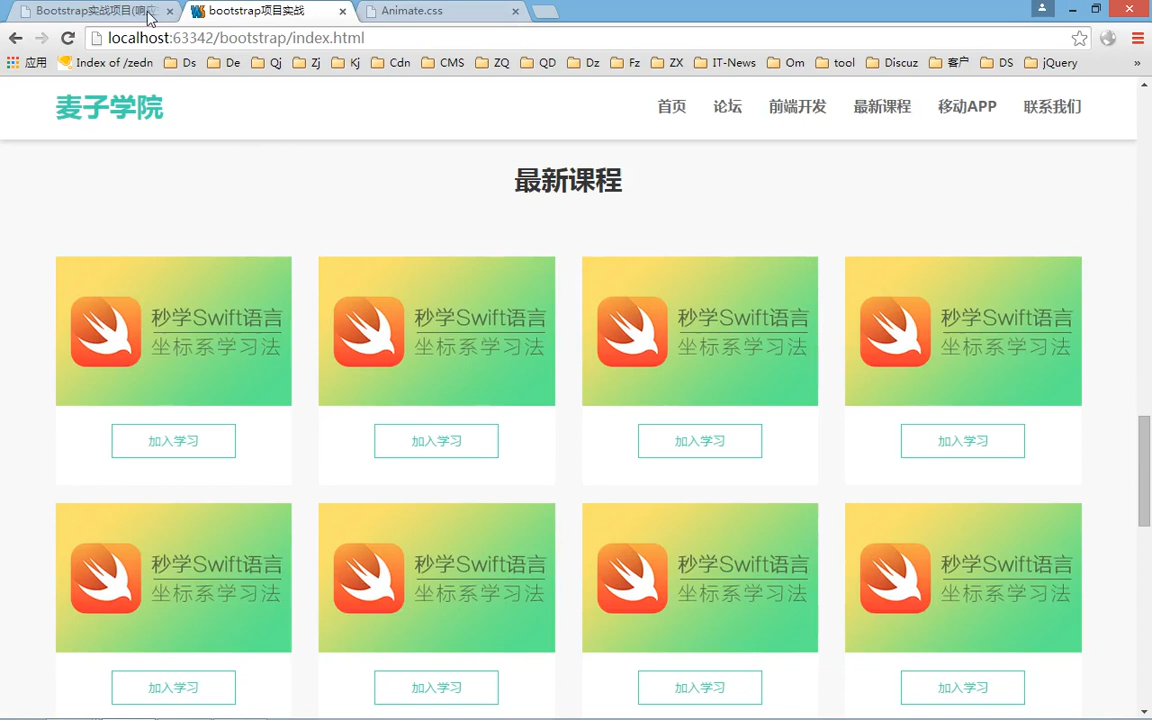 Bootstrap实战项目(响应 bootstrap项目实战 Animate.css
localhost:63342/bootstrap/index.html
应用 Index of /zedn Ds De Qj Zj Kj Cdn CMS ZQ QD Dz Fz ZX IT-News Om tool Discuz 客户 DS jQuery »
麦子学院 首页 论坛 前端开发 最新课程 移动APP 联系我们
最新课程
秒学Swift语言 秒学Swift语言 秒学Swift语言 秒学Swift语言
坐标系学习法 坐标系学习法 坐标系学习法 坐标系学习法
加入学习 加入学习 加入学习 加入学习
秒学Swift语言 秒学Swift语言 秒学Swift语言 秒学Swift语言
坐标系学习法 坐标系学习法 坐标系学习法 坐标系学习法
加入学习 加入学习 加入学习 加入学习